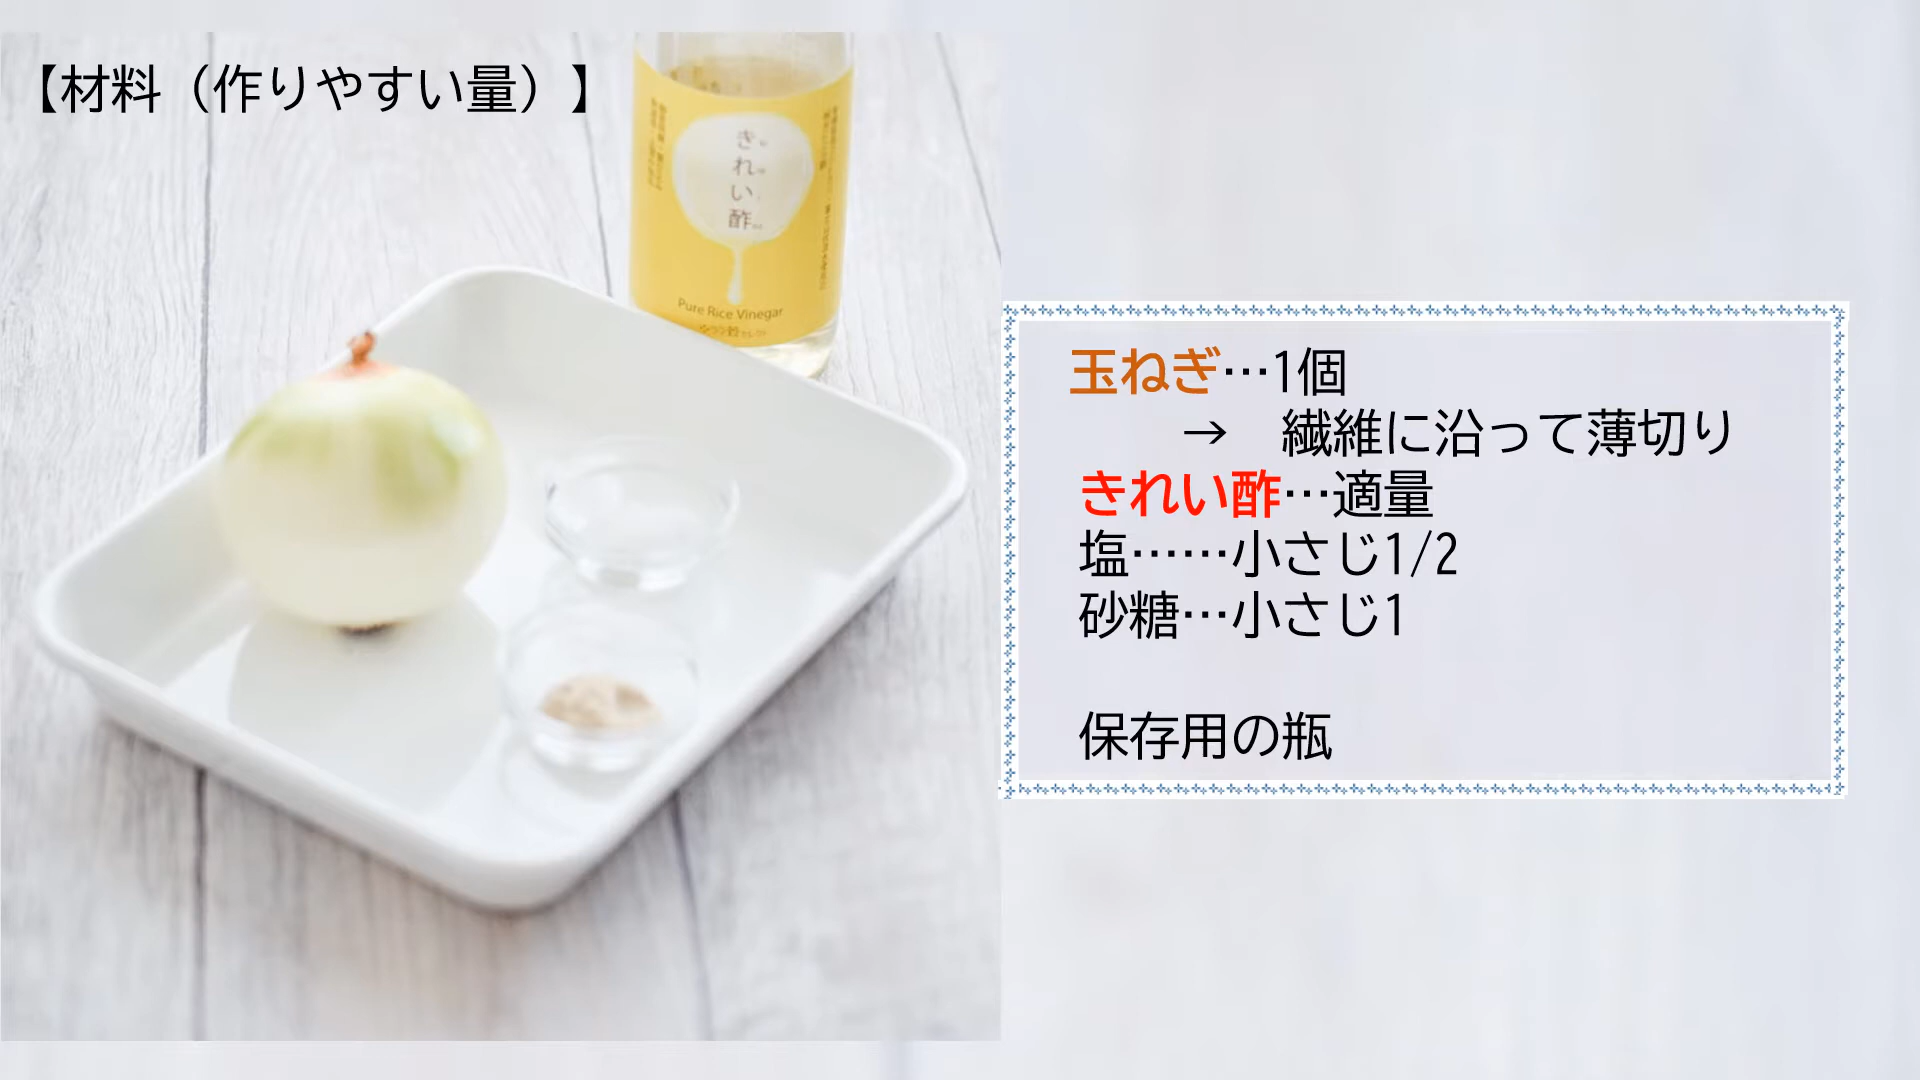 【材料（作りやすい量）】
きれい酢
Pure Rice Vinegar
玉ねぎ…1個
→　繊維に沿って薄切り
きれい酢…適量
塩……小さじ1/2
砂糖…小さじ1
保存用の瓶